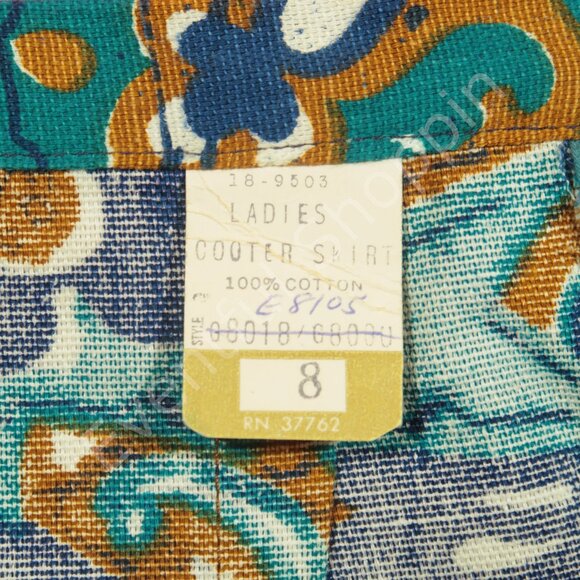 18-9503
LADIES
COOTER SKIRT
100% COTTON
E8105
STYLE
8
RN 37762